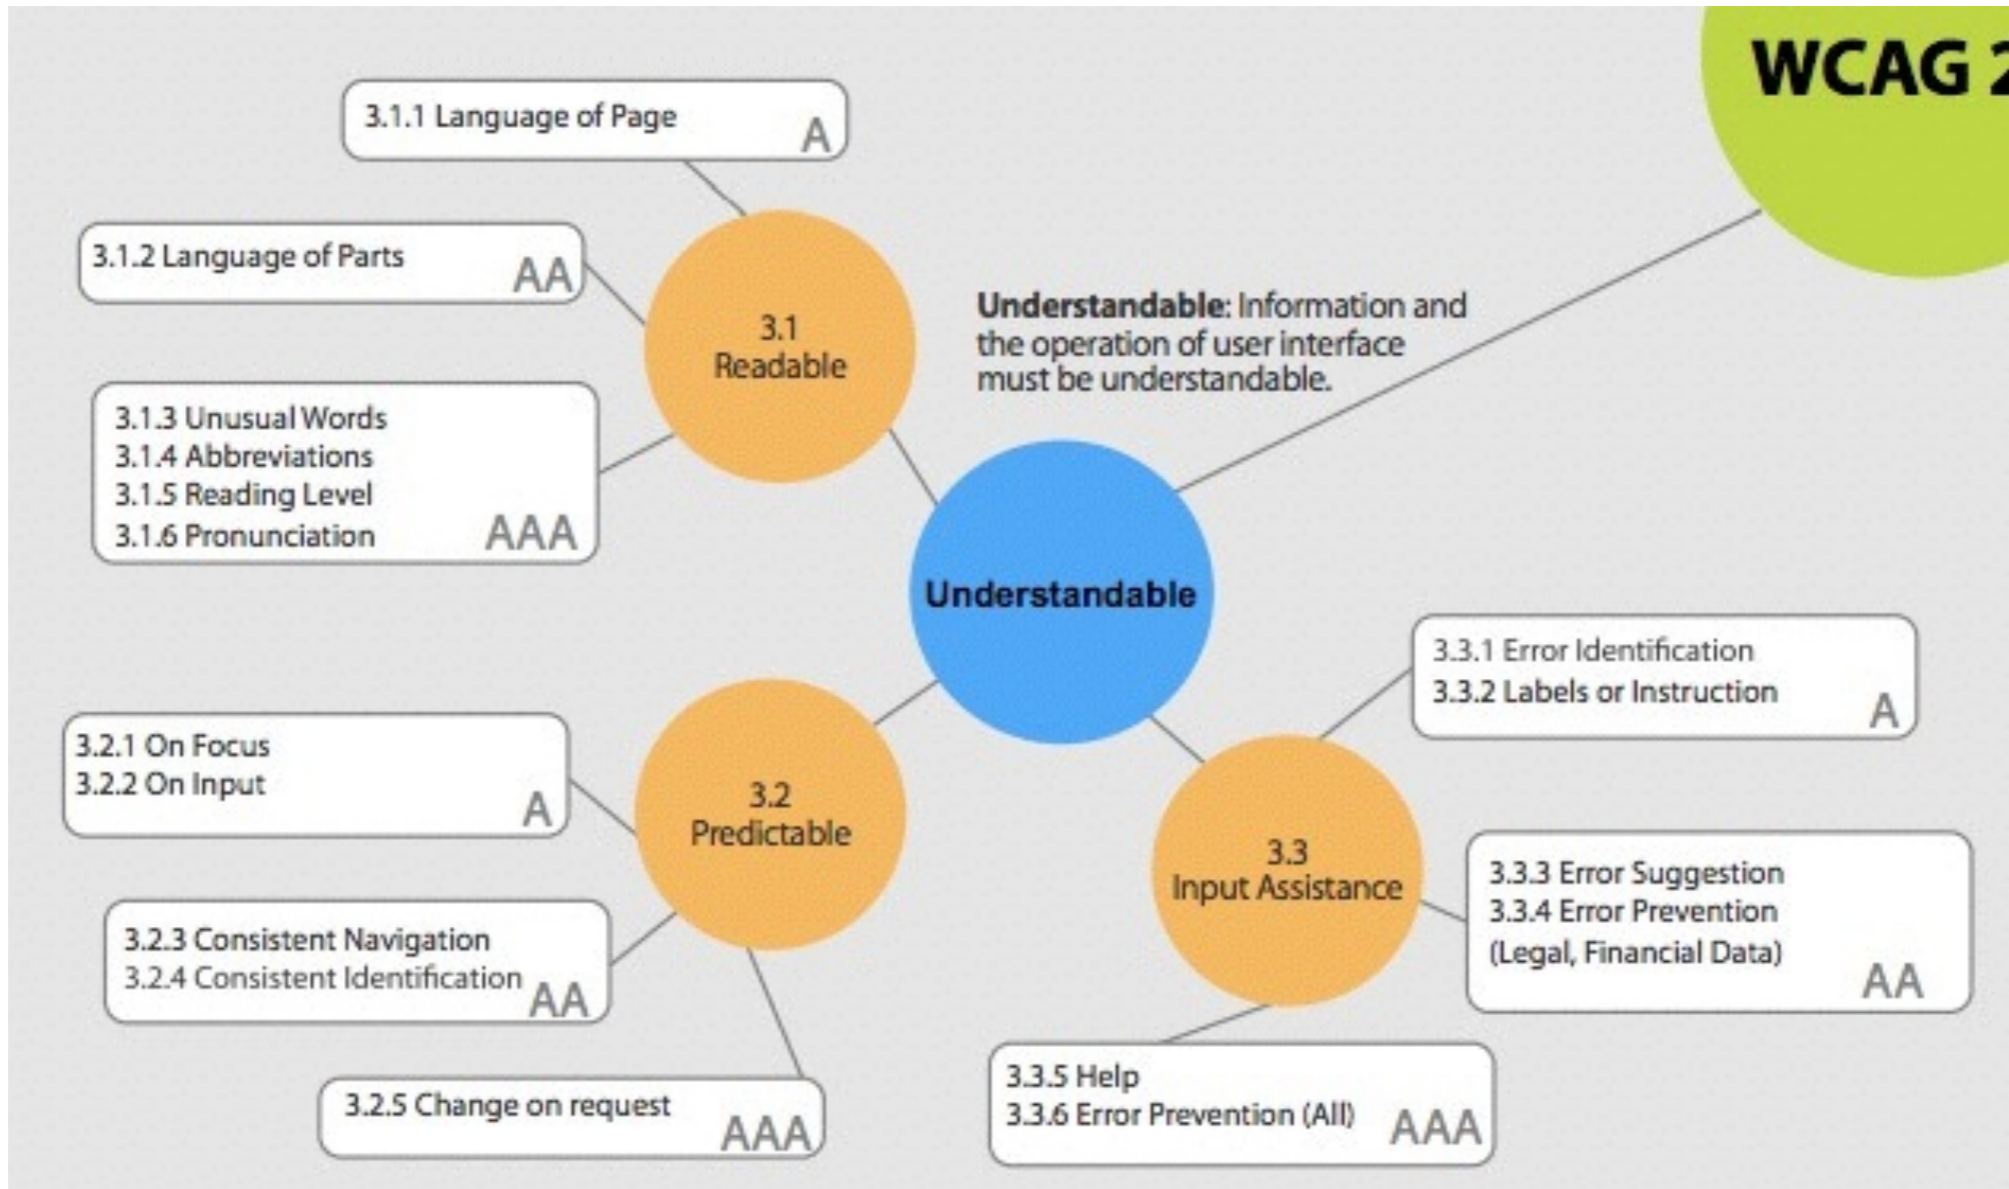 WCAG 2
3.1.1 Language of Page
A
3.1.2 Language of Parts
AA
3.1.3 Unusual Words
3.1.4 Abbreviations
3.1.5 Reading Level
3.1.6 Pronunciation
AAA
3.1
Readable
Understandable: Information and
the operation of user interface
must be understandable.
Understandable
3.2.1 On Focus
3.2.2 On Input
A
3.2.3 Consistent Navigation
3.2.4 Consistent Identification
AA
3.2.5 Change on request
AAA
3.2
Predictable
3.3.1 Error Identification
3.3.2 Labels or Instruction
A
3.3
Input Assistance
3.3.3 Error Suggestion
3.3.4 Error Prevention
(Legal, Financial Data)
AA
3.3.5 Help
3.3.6 Error Prevention (All)
AAA